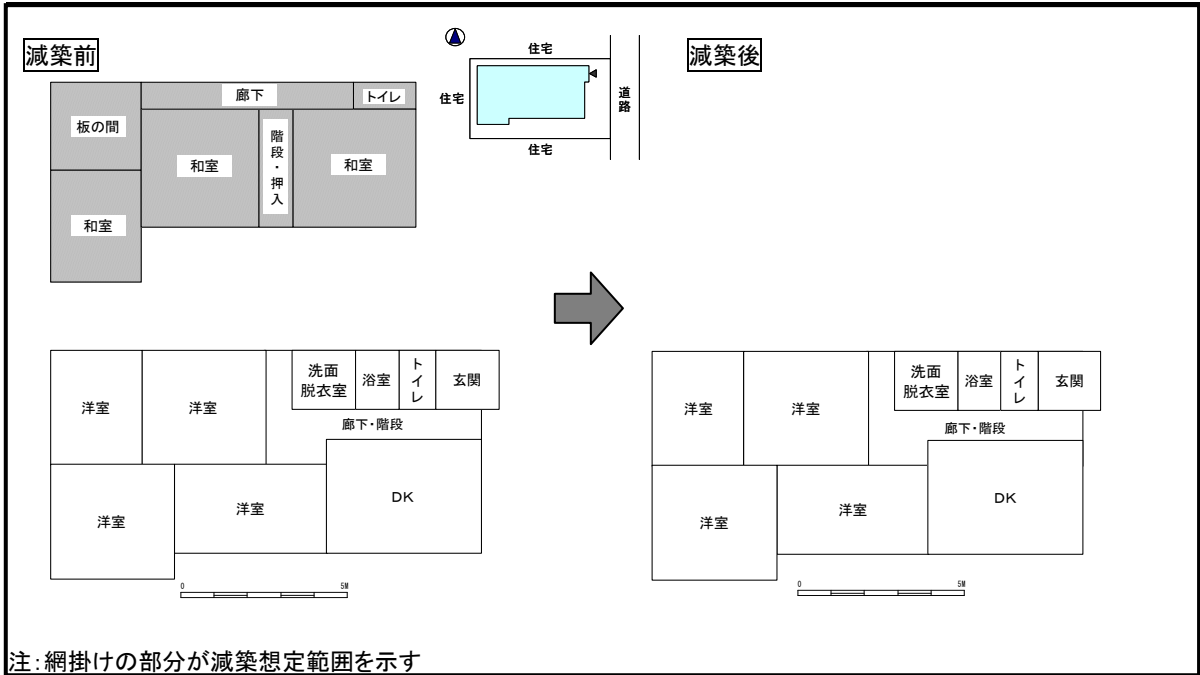 減築前
廊下
トイレ
板の間
和室
階段・押入
和室
和室
住宅
住宅
道路
住宅
減築後
洋室
洋室
洗面
脱衣室
浴室
トイレ
玄関
廊下・階段
洋室
洋室
DK
0
5M
洋室
洋室
洗面
脱衣室
浴室
トイレ
玄関
廊下・階段
洋室
洋室
DK
0
5M
注：網掛けの部分が減築想定範囲を示す